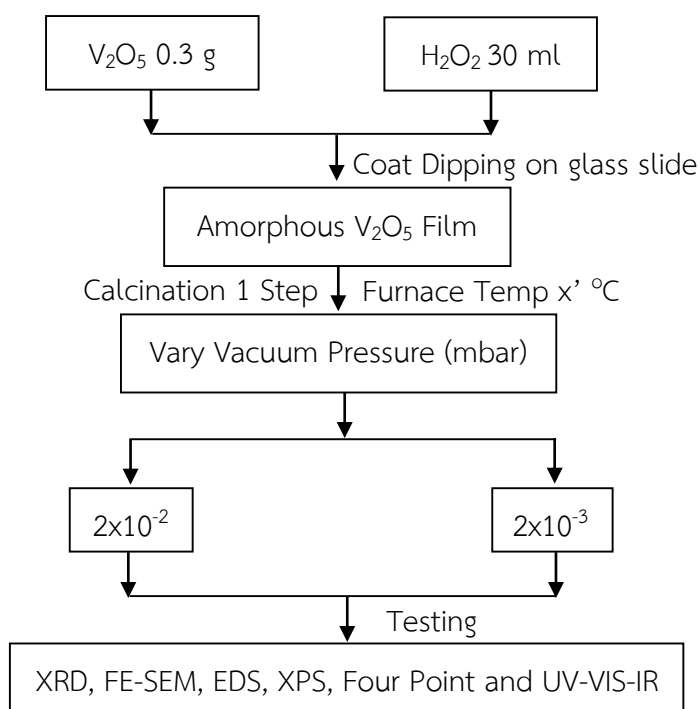 V₂O₅ 0.3 g
H₂O₂ 30 ml
Coat Dipping on glass slide
Amorphous V₂O₅ Film
Calcination 1 Step
Furnace Temp x' °C
Vary Vacuum Pressure (mbar)
2x10⁻²
2x10⁻³
Testing
XRD, FE-SEM, EDS, XPS, Four Point and UV-VIS-IR